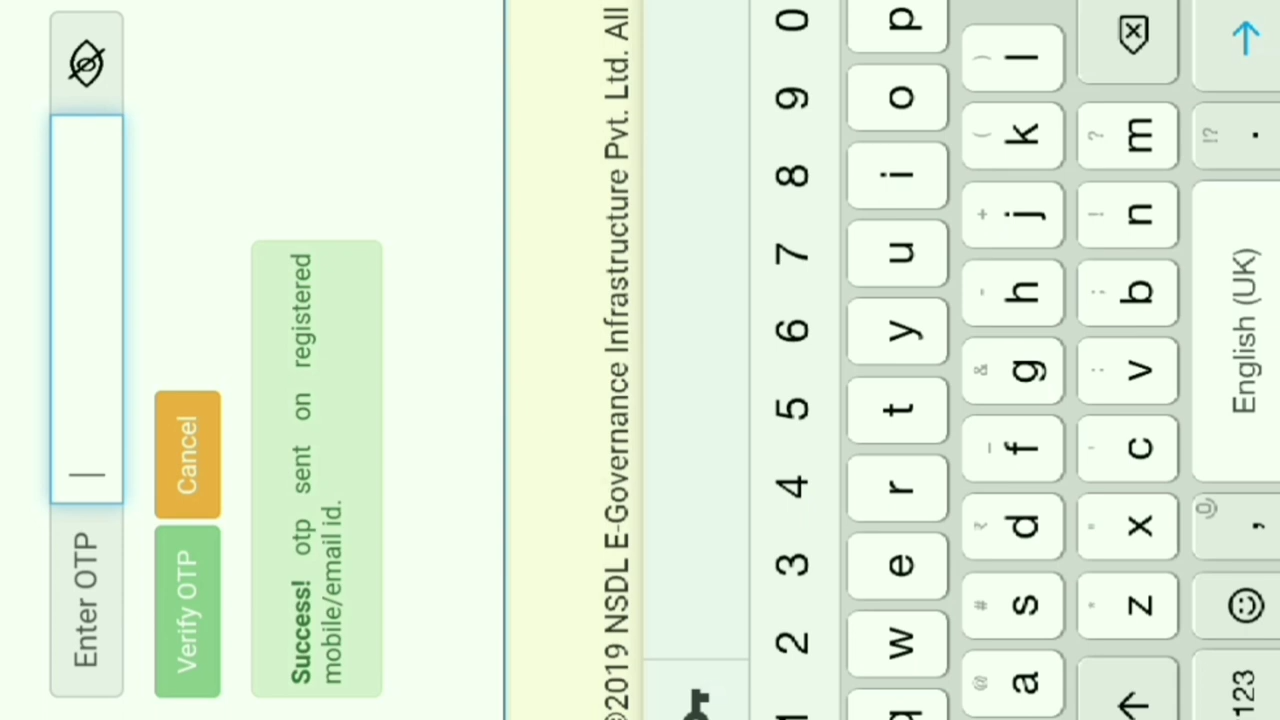 Enter OTP
Verify OTP Cancel
Success! otp sent on registered
mobile/email id.
©2019 NSDL E-Governance Infrastructure Pvt. Ltd. All
1 2 3 4 5 6 7 8 9 0
q w e r t y u i o p
@ # ₹ _ & - + ( )
a s d f g h j k l
* " ' : ; ! ?
z x c v b n m
123 , English (UK) !? .